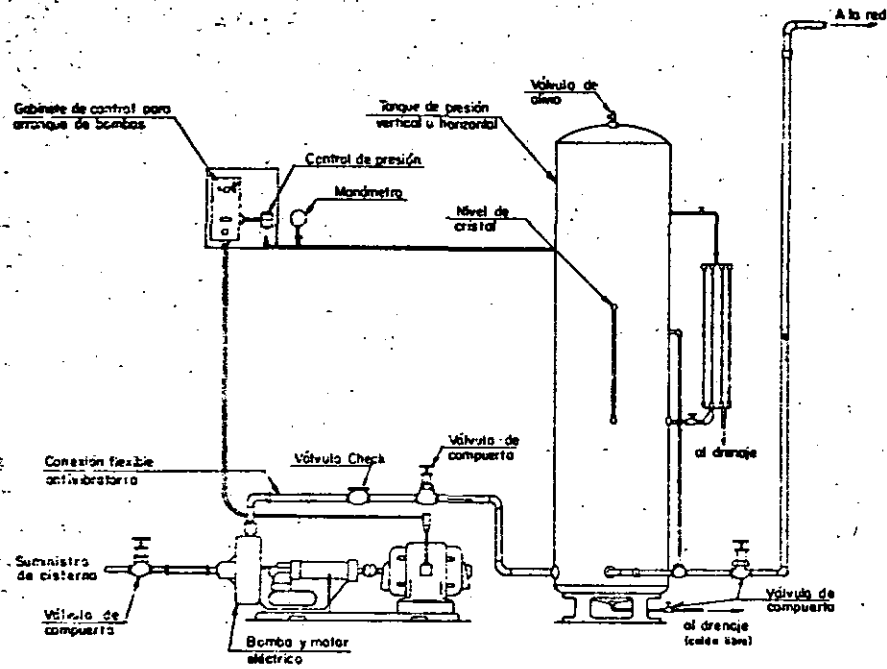 A la red
Válvula de
alivio
Gabinete de control para
arranque de bombas
Tanque de presión
vertical u horizontal
Control de presión
Manómetro
Nivel de
cristal
Válvula de
compuerta
al drenaje
Conexión flexible
antivibratoria
Válvula Check
Suministro
de cisterna
Válvula de
compuerta
Válvula de
compuerta
al drenaje
(caída libre)
Bomba y motor
eléctrico